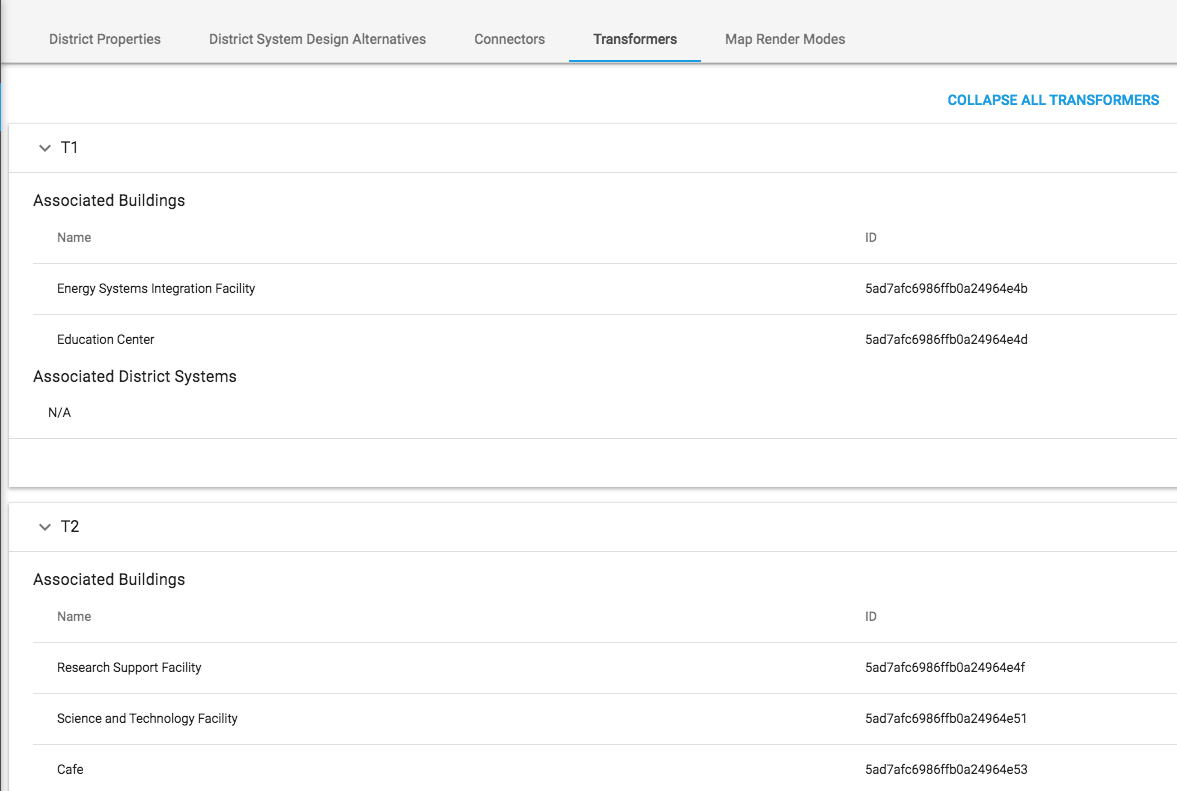 District Properties District System Design Alternatives Connectors Transformers Map Render Modes
COLLAPSE ALL TRANSFORMERS
T1
Associated Buildings
Name ID
Energy Systems Integration Facility 5ad7afc6986ffb0a24964e4b
Education Center 5ad7afc6986ffb0a24964e4d
Associated District Systems
N/A
T2
Associated Buildings
Name ID
Research Support Facility 5ad7afc6986ffb0a24964e4f
Science and Technology Facility 5ad7afc6986ffb0a24964e51
Cafe 5ad7afc6986ffb0a24964e53